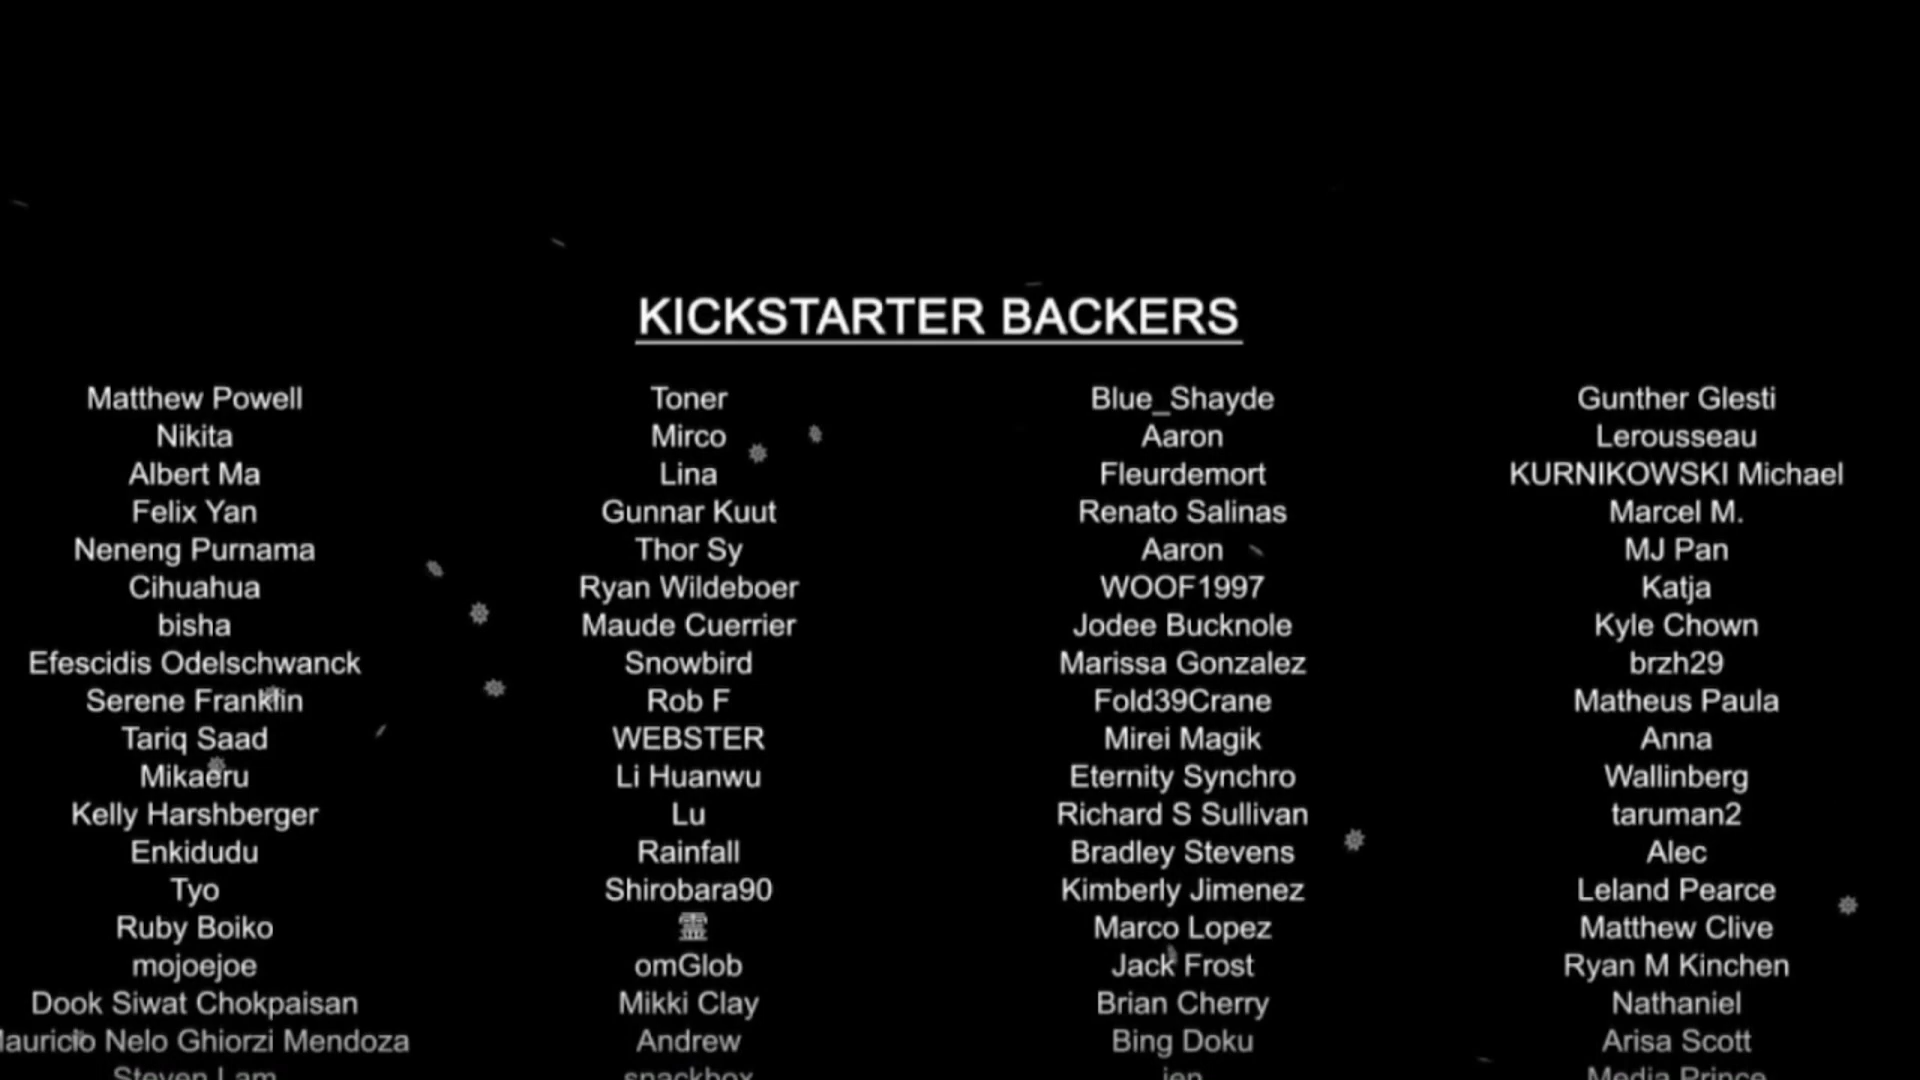 KICKSTARTER BACKERS
Matthew Powell
Nikita
Albert Ma
Felix Yan
Neneng Purnama
Cihuahua
bisha
Efescidis Odelschwanck
Serene Franklin
Tariq Saad
Mikaeru
Kelly Harshberger
Enkidudu
Tyo
Ruby Boiko
mojoejoe
Dook Siwat Chokpaisan
Nelo Ghiorzi Mendoza
Steven Lam
Toner
Mirco
Lina
Gunnar Kuut
Thor Sy
Ryan Wildeboer
Maude Cuerrier
Snowbird
Rob F
WEBSTER
Li Huanwu
Lu
Rainfall
Shirobara90
霊
omGlob
Mikki Clay
Andrew
snackbox
Blue_Shayde
Aaron
Fleurdemort
Renato Salinas
Aaron
WOOF1997
Jodee Bucknole
Marissa Gonzalez
Fold39Crane
Mirei Magik
Eternity Synchro
Richard S Sullivan
Bradley Stevens
Kimberly Jimenez
Marco Lopez
Jack Frost
Brian Cherry
Bing Doku
Gunther Glesti
Lerousseau
KURNIKOWSKI Michael
Marcel M.
MJ Pan
Katja
Kyle Chown
brzh29
Matheus Paula
Anna
Wallinberg
taruman2
Alec
Leland Pearce
Matthew Clive
Ryan M Kinchen
Nathaniel
Arisa Scott
Media Prince